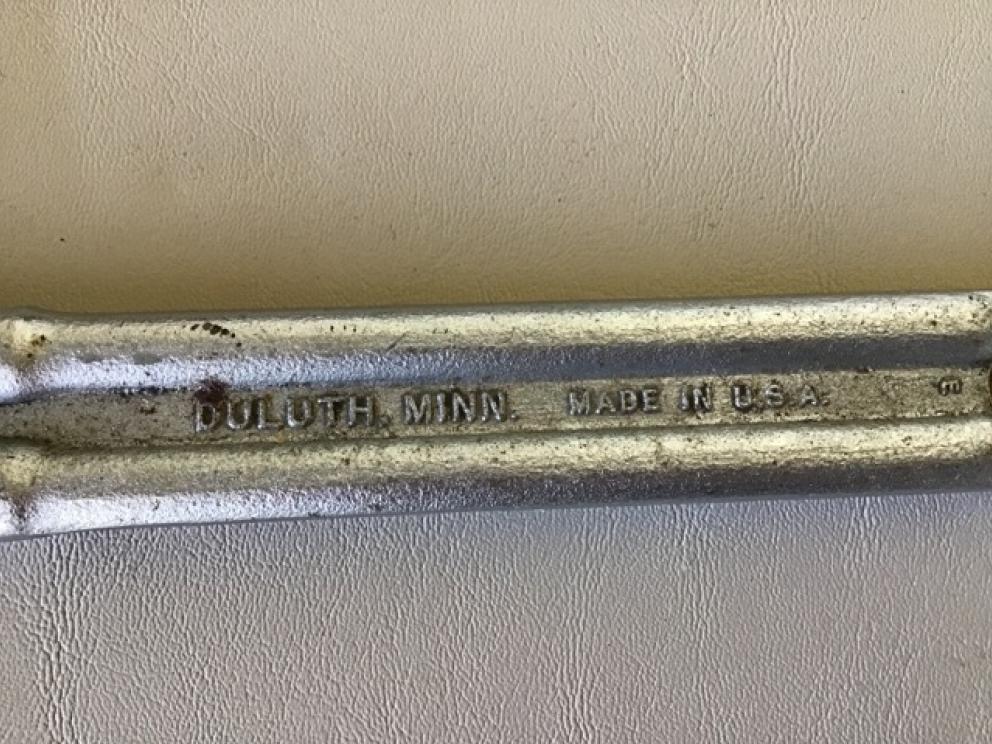 DULUTH, MINN. MADE IN U.S.A.